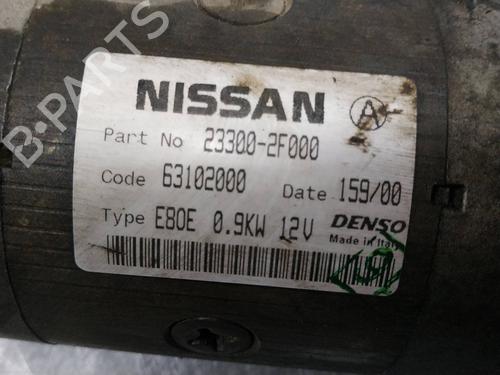 B-PARTS
NISSAN A
Part No 23300-2F000
Code 63102000 Date 159/00
Type E80E 0.9KW 12V DENSO
Made in Italy